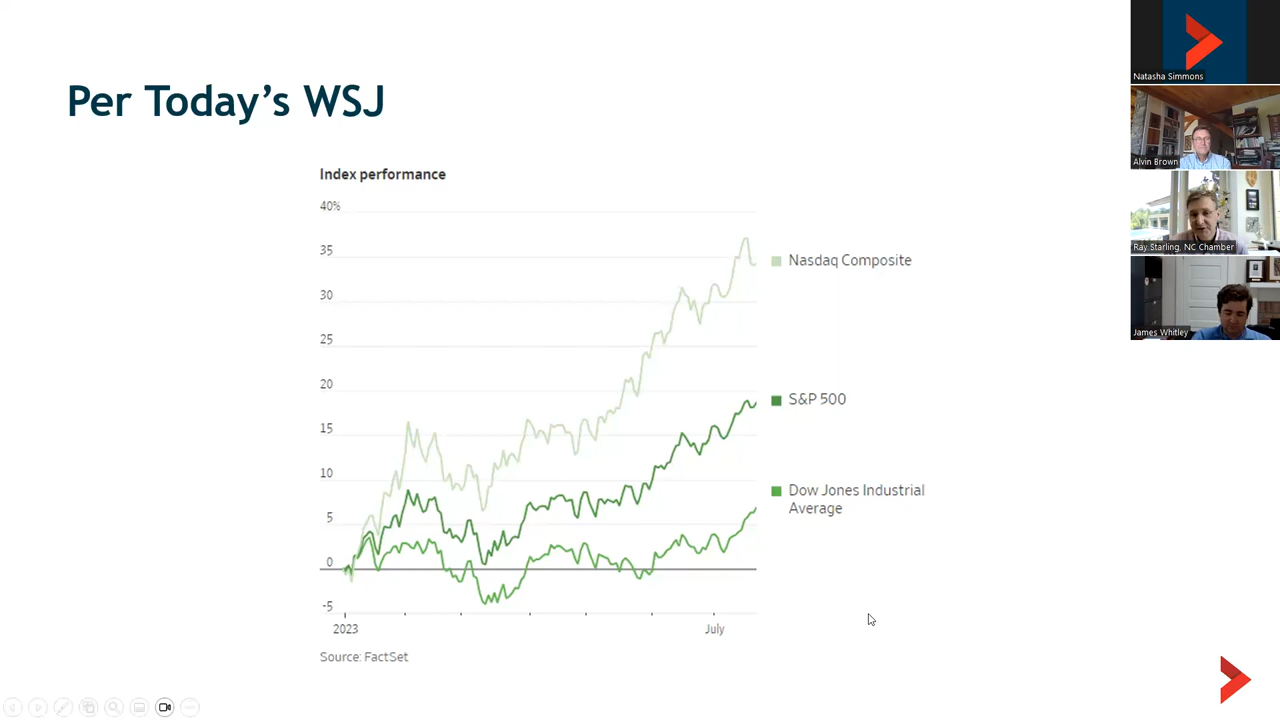 Per Today's WSJ
Index performance
40%
35
30
25
20
15
10
5
0
-5
2023
July
Nasdaq Composite
S&P 500
Dow Jones Industrial
Average
Source: FactSet
Natasha Simmons
Alvin Brown
Ray Starling, NC Chamber
James Whitley